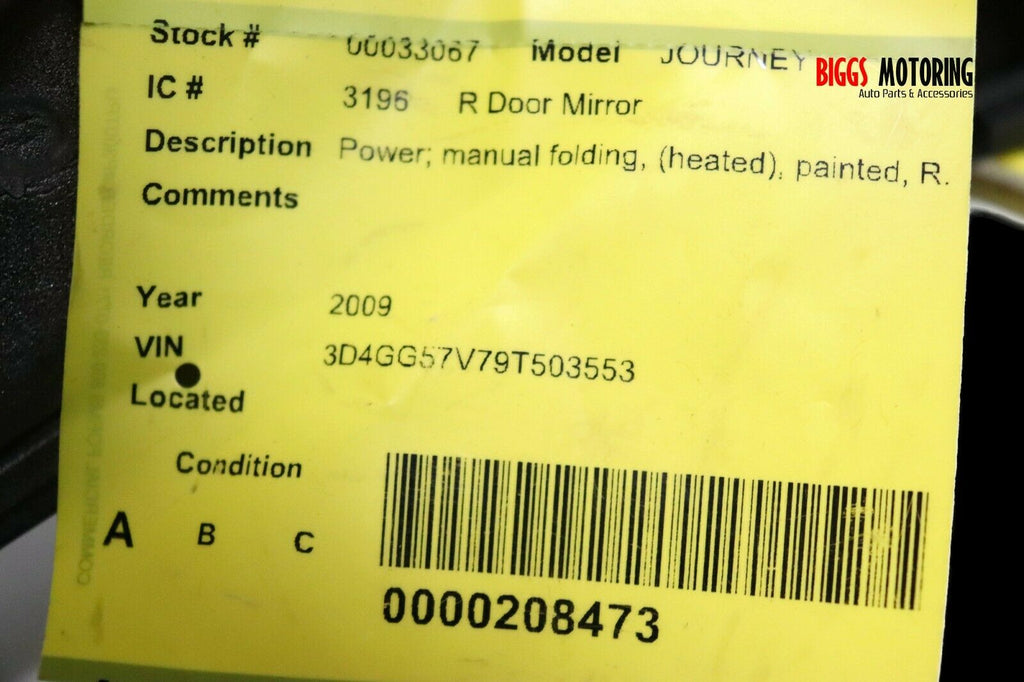 Stock # 00033067 Model JOURNEY
BIGGS MOTORING
Auto Parts & Accessories
IC # 3196 R Door Mirror
Description Power; manual folding, (heated), painted, R.
Comments
Year 2009
VIN 3D4GG57V79T503553
Located
Condition
A B C
0000208473